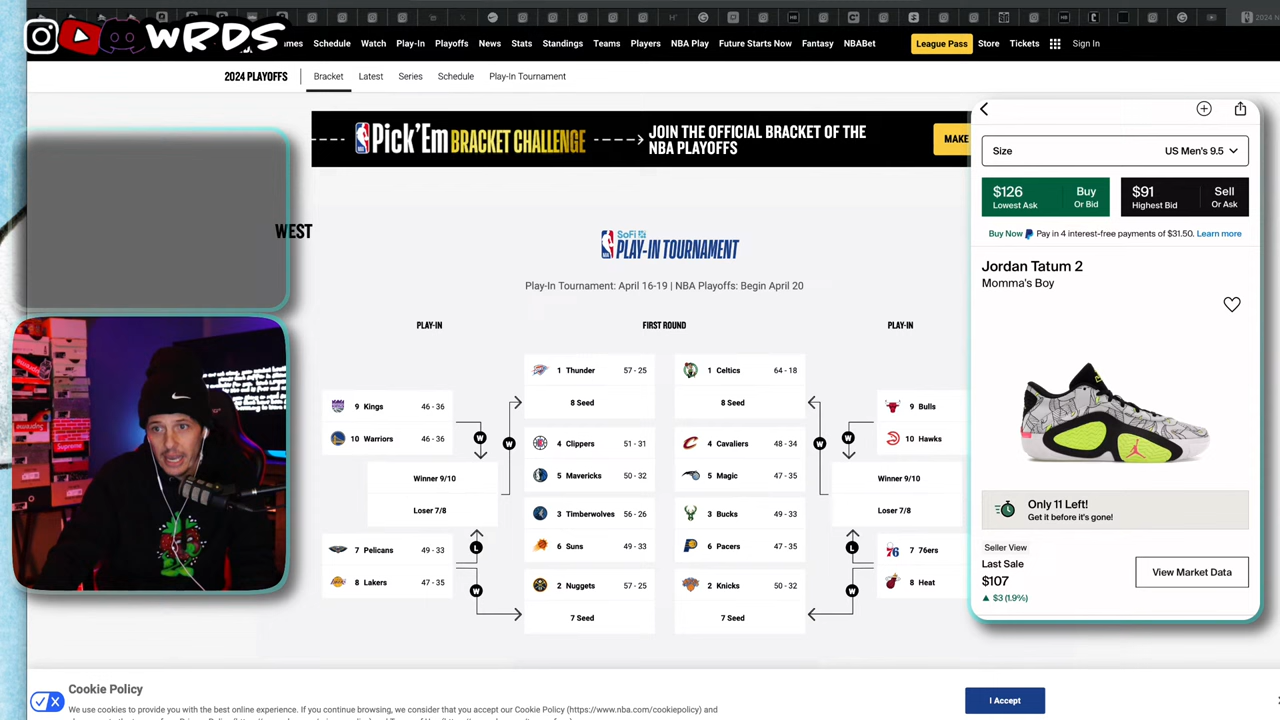 WRDS
Schedule
Watch
Play-In
Playoffs
News
Stats
Standings
Teams
Players
NBA Play
Future Starts Now
Fantasy
NBABet
League Pass
Store
Tickets
Sign In
2024 PLAYOFFS
Bracket
Latest
Series
Schedule
Play-In Tournament
Pick'Em BRACKET CHALLENGE
JOIN THE OFFICIAL BRACKET OF THE
NBA PLAYOFFS
MAKE
WEST
SoFi
PLAY-IN TOURNAMENT
Play-In Tournament: April 16-19 | NBA Playoffs: Begin April 20
PLAY-IN
FIRST ROUND
PLAY-IN
1 Thunder 57 - 25
8 Seed
1 Celtics 64 - 18
8 Seed
9 Kings 46 - 36
10 Warriors 46 - 36
W
W
4 Clippers 51 - 31
5 Mavericks 50 - 32
4 Cavaliers 48 - 34
5 Magic 47 - 35
W
W
9 Bulls
10 Hawks
Winner 9/10
Loser 7/8
3 Timberwolves 56 - 26
6 Suns 49 - 33
3 Bucks 49 - 33
6 Pacers 47 - 35
Winner 9/10
Loser 7/8
7 Pelicans 49 - 33
8 Lakers 47 - 35
L
W
2 Nuggets 57 - 25
7 Seed
2 Knicks 50 - 32
7 Seed
L
W
7 76ers
8 Heat
Size US Men's 9.5
$126 Buy
Lowest Ask Or Bid
$91 Sell
Highest Bid Or Ask
Buy Now Pay in 4 interest-free payments of $31.50. Learn more
Jordan Tatum 2
Momma's Boy
Only 11 Left!
Get it before it's gone!
Seller View
Last Sale
$107
View Market Data
▲ $3 (1.9%)
Cookie Policy
We use cookies to provide you with the best online experience. If you continue browsing, we consider that you accept our Cookie Policy (https://www.nba.com/cookiepolicy) and
I Accept